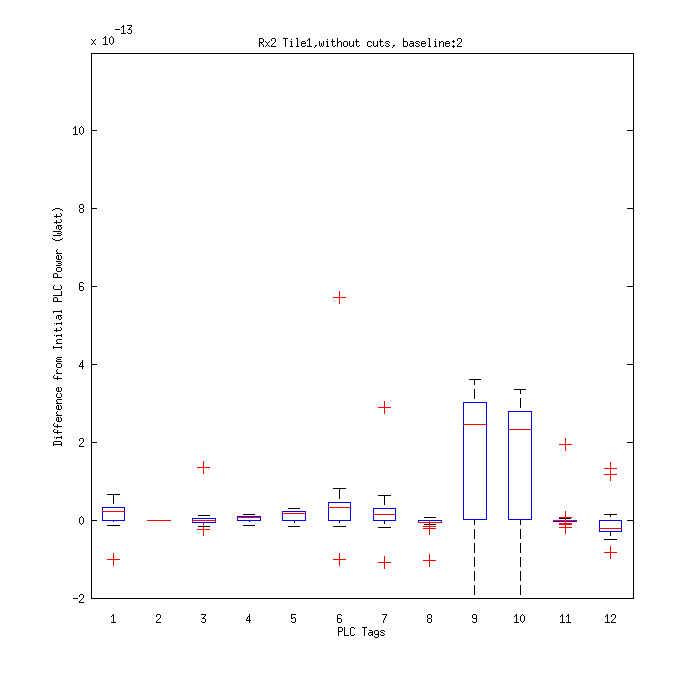 x 10-13
Rx2 Tile1,without cuts, baseline:2
10
8
6
4
2
0
-2
Difference from Initial PLC Power (Watt)
1 2 3 4 5 6 7 8 9 10 11 12
PLC Tags